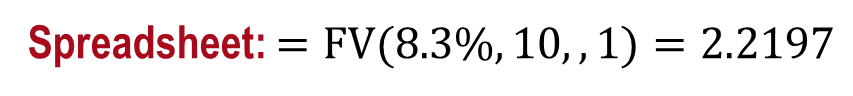 Spreadsheet: = FV(8.3%, 10, , 1) = 2.2197